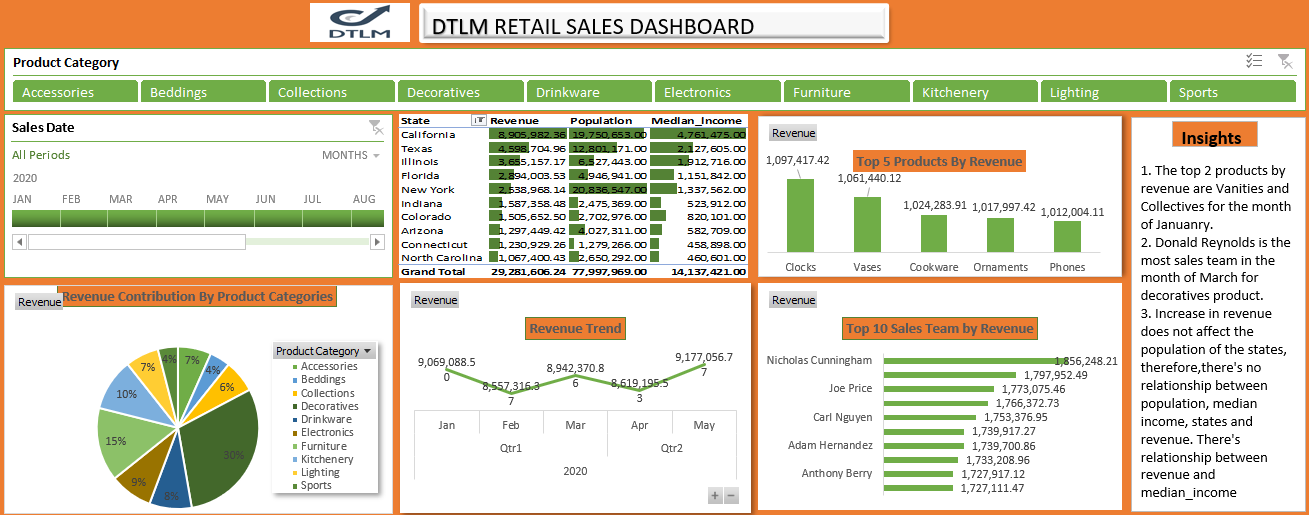 DTLM
DTLM RETAIL SALES DASHBOARD
Product Category
Accessories
Beddings
Collections
Decoratives
Drinkware
Electronics
Furniture
Kitchenery
Lighting
Sports
Sales Date
All Periods
MONTHS
2020
JAN FEB MAR APR MAY JUN JUL AUG
State Revenue Population Median_Income
California 8,905,982.36 19,750,653.00 4,761,475.00
Texas 4,598,704.96 12,801,171.00 2,127,605.00
Illinois 3,655,157.17 6,527,443.00 1,912,716.00
Florida 2,894,003.53 4,946,941.00 1,151,842.00
New York 2,538,968.14 20,836,547.00 1,337,562.00
Indiana 1,587,358.48 2,475,369.00 523,912.00
Colorado 1,505,652.50 2,702,976.00 820,101.00
Arizona 1,297,449.42 4,027,311.00 582,709.00
Connecticut 1,230,929.26 1,279,266.00 458,898.00
North Carolina 1,067,400.43 2,650,292.00 460,601.00
Grand Total 29,281,606.24 77,997,969.00 14,137,421.00
Revenue
Top 5 Products By Revenue
1,097,417.42
1,061,440.12
1,024,283.91
1,017,997.42
1,012,004.11
Clocks Vases Cookware Ornaments Phones
Insights
1. The top 2 products by
revenue are Vanities and
Collectives for the month
of Januanry.
2. Donald Reynolds is the
most sales team in the
month of March for
decoratives product.
3. Increase in revenue
does not affect the
population of the states,
therefore,there's no
relationship between
population, median
income, states and
revenue. There's
relationship between
revenue and
median_income
Revenue Contribution By Product Categories
Revenue
7%
4%
6%
30%
8%
9%
15%
10%
7%
4%
Product Category
Accessories
Beddings
Collections
Decoratives
Drinkware
Electronics
Furniture
Kitchenery
Lighting
Sports
Revenue
Revenue Trend
9,069,088.5
0
8,557,316.3
7
8,942,370.8
6
8,619,195.5
3
9,177,056.7
7
Jan Feb Mar Apr May
Qtr1 Qtr2
2020
Revenue
Top 10 Sales Team by Revenue
Nicholas Cunningham 1,856,248.21
1,797,952.49
Joe Price 1,773,075.46
1,766,372.73
Carl Nguyen 1,753,376.95
1,739,917.27
Adam Hernandez 1,739,700.86
1,733,208.96
Anthony Berry 1,727,917.12
1,727,111.47